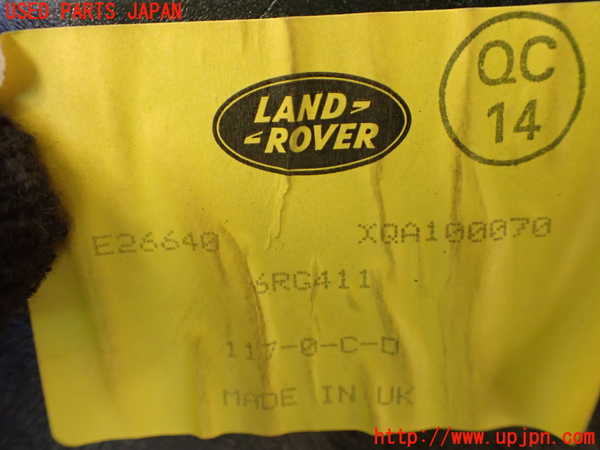 USED PARTS JAPAN
QC
14
LAND
ROVER
E26640 XQA100070
6RG411
117-0-C-D
MADE IN UK
http://www.upjpn.com